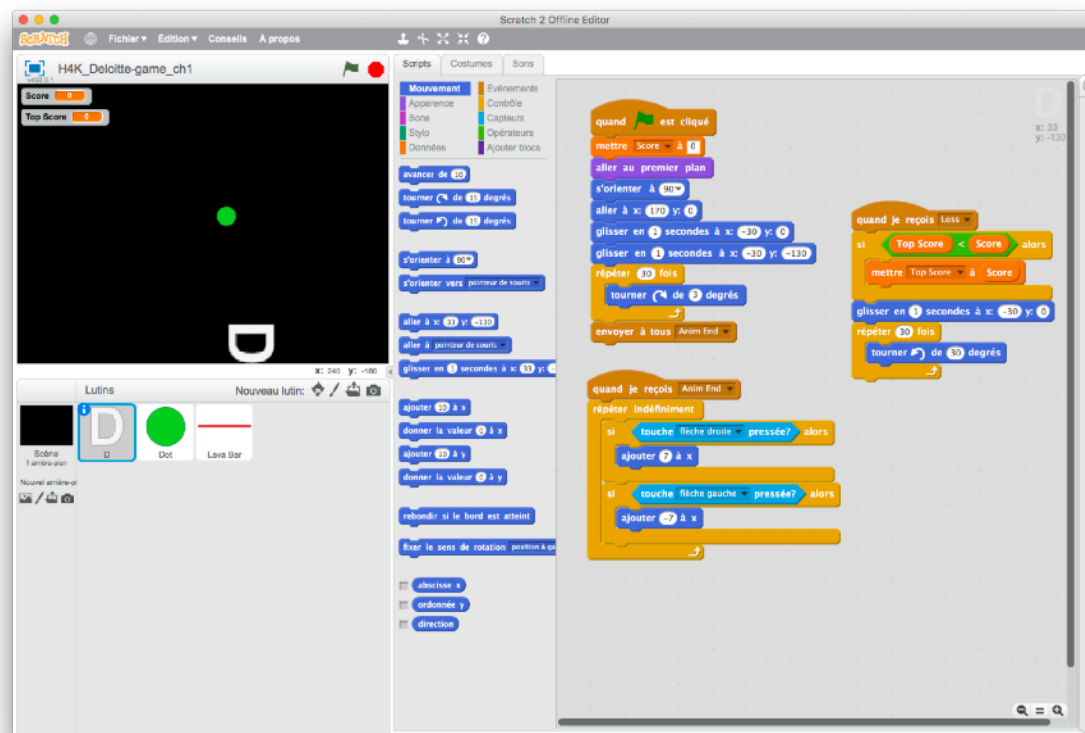 Scratch 2 Offline Editor
SCRATCH Fichier Édition Conseils À propos
H4K_Deloitte-game_ch1
v458.0.1
Score 0
Top Score 0
x: 240 y: -180
Lutins Nouveau lutin:
Scène
1 arrière-plan
Nouvel arrière-pl
D
Dot
Lava Bar
Scripts Costumes Sons
Mouvement Évènements
Apparence Contrôle
Sons Capteurs
Stylo Opérateurs
Données Ajouter blocs
avancer de 10
tourner de 15 degrés
tourner de 15 degrés
s'orienter à 90
s'orienter vers pointeur de souris
aller à x: 33 y: -130
aller à pointeur de souris
glisser en 1 secondes à x: 33 y: -
ajouter 10 à x
donner la valeur 0 à x
ajouter 10 à y
donner la valeur 0 à y
rebondir si le bord est atteint
fixer le sens de rotation position à ga
abscisse x
ordonnée y
direction
quand est cliqué
mettre Score à 0
aller au premier plan
s'orienter à 90
aller à x: 170 y: 0
glisser en 1 secondes à x: -30 y: 0
glisser en 1 secondes à x: -30 y: -130
répéter 30 fois
tourner de 3 degrés
envoyer à tous Anim End
quand je reçois Anim End
répéter indéfiniment
si touche flèche droite pressée? alors
ajouter 7 à x
si touche flèche gauche pressée? alors
ajouter -7 à x
quand je reçois Loss
si Top Score < Score alors
mettre Top Score à Score
glisser en 1 secondes à x: -30 y: 0
répéter 30 fois
tourner de 30 degrés
D
x: 33
y: -130